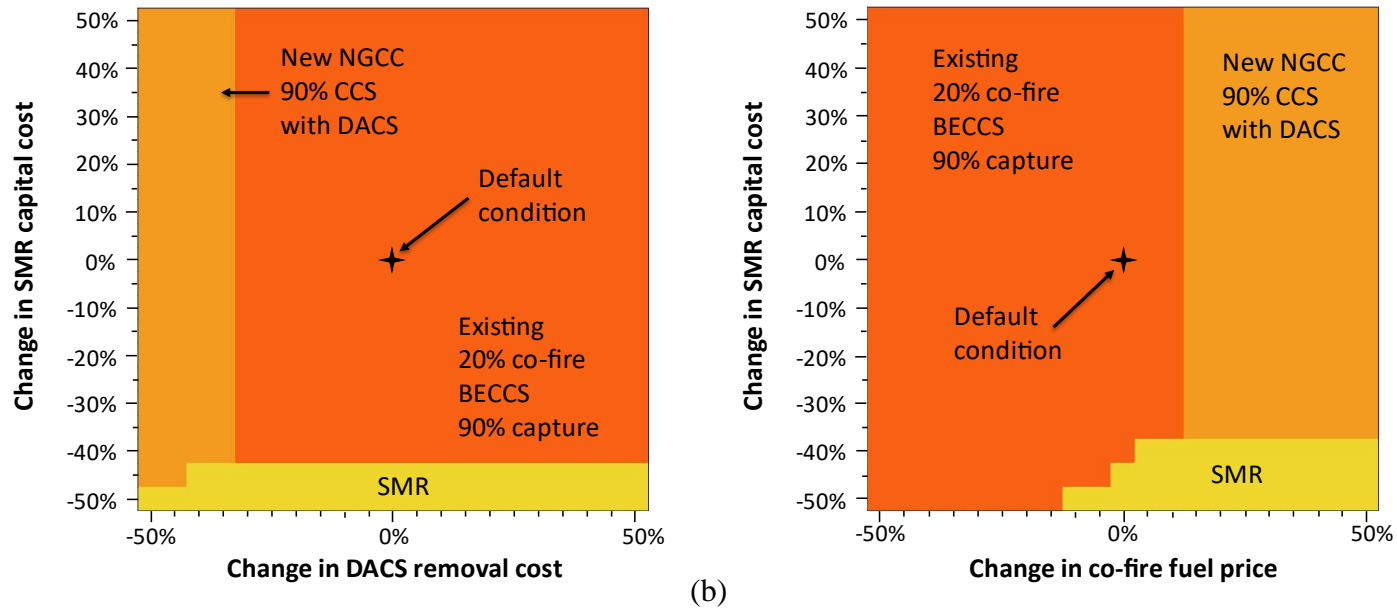 50%
40%
30%
20%
10%
0%
-10%
-20%
-30%
-40%
-50%
Change in SMR capital cost
New NGCC
90% CCS
with DACS
Default
condition
Existing
20% co-fire
BECCS
90% capture
SMR
-50%
0%
50%
Change in DACS removal cost
(b)
50%
40%
30%
20%
10%
0%
-10%
-20%
-30%
-40%
-50%
Change in SMR capital cost
Existing
20% co-fire
BECCS
90% capture
New NGCC
90% CCS
with DACS
Default
condition
SMR
-50%
0%
50%
Change in co-fire fuel price